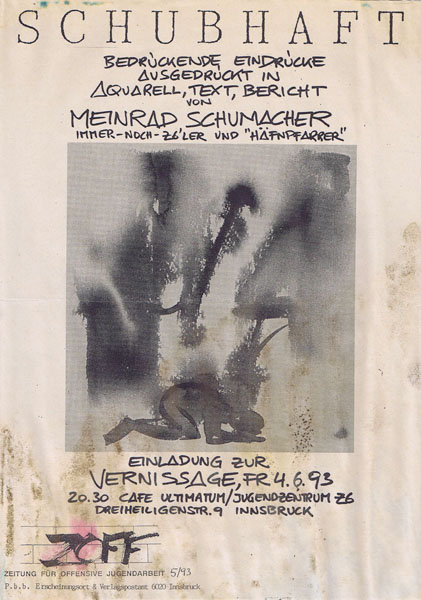 SCHUBHAFT
BEDRÜCKENDE EINDRÜCKE
AUSGEDRÜCKT IN
AQUARELL, TEXT, BERICHT
VON
MEINRAD SCHUMACHER
IMMER-NOCH-Z6'LER UND "HÄFNPFARRER"
EINLADUNG ZUR
VERNISSAGE, FR. 4.6.93
20.30 CAFE ULTIMATUM/JUGENDZENTRUM Z6
DREIHEILIGENSTR. 9 INNSBRUCK
ZOFF
ZEITUNG FÜR OFFENSIVE JUGENDARBEIT 5/93
P.b.b. Erscheinungsort & Verlagspostamt 6020 Innsbruck